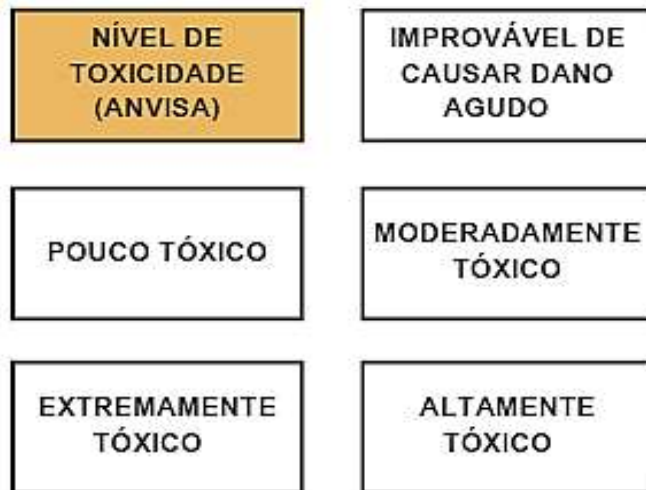 NÍVEL DE
TOXICIDADE
(ANVISA)
IMPROVÁVEL DE
CAUSAR DANO
AGUDO
POUCO TÓXICO
MODERADAMENTE
TÓXICO
EXTREMAMENTE
TÓXICO
ALTAMENTE
TÓXICO